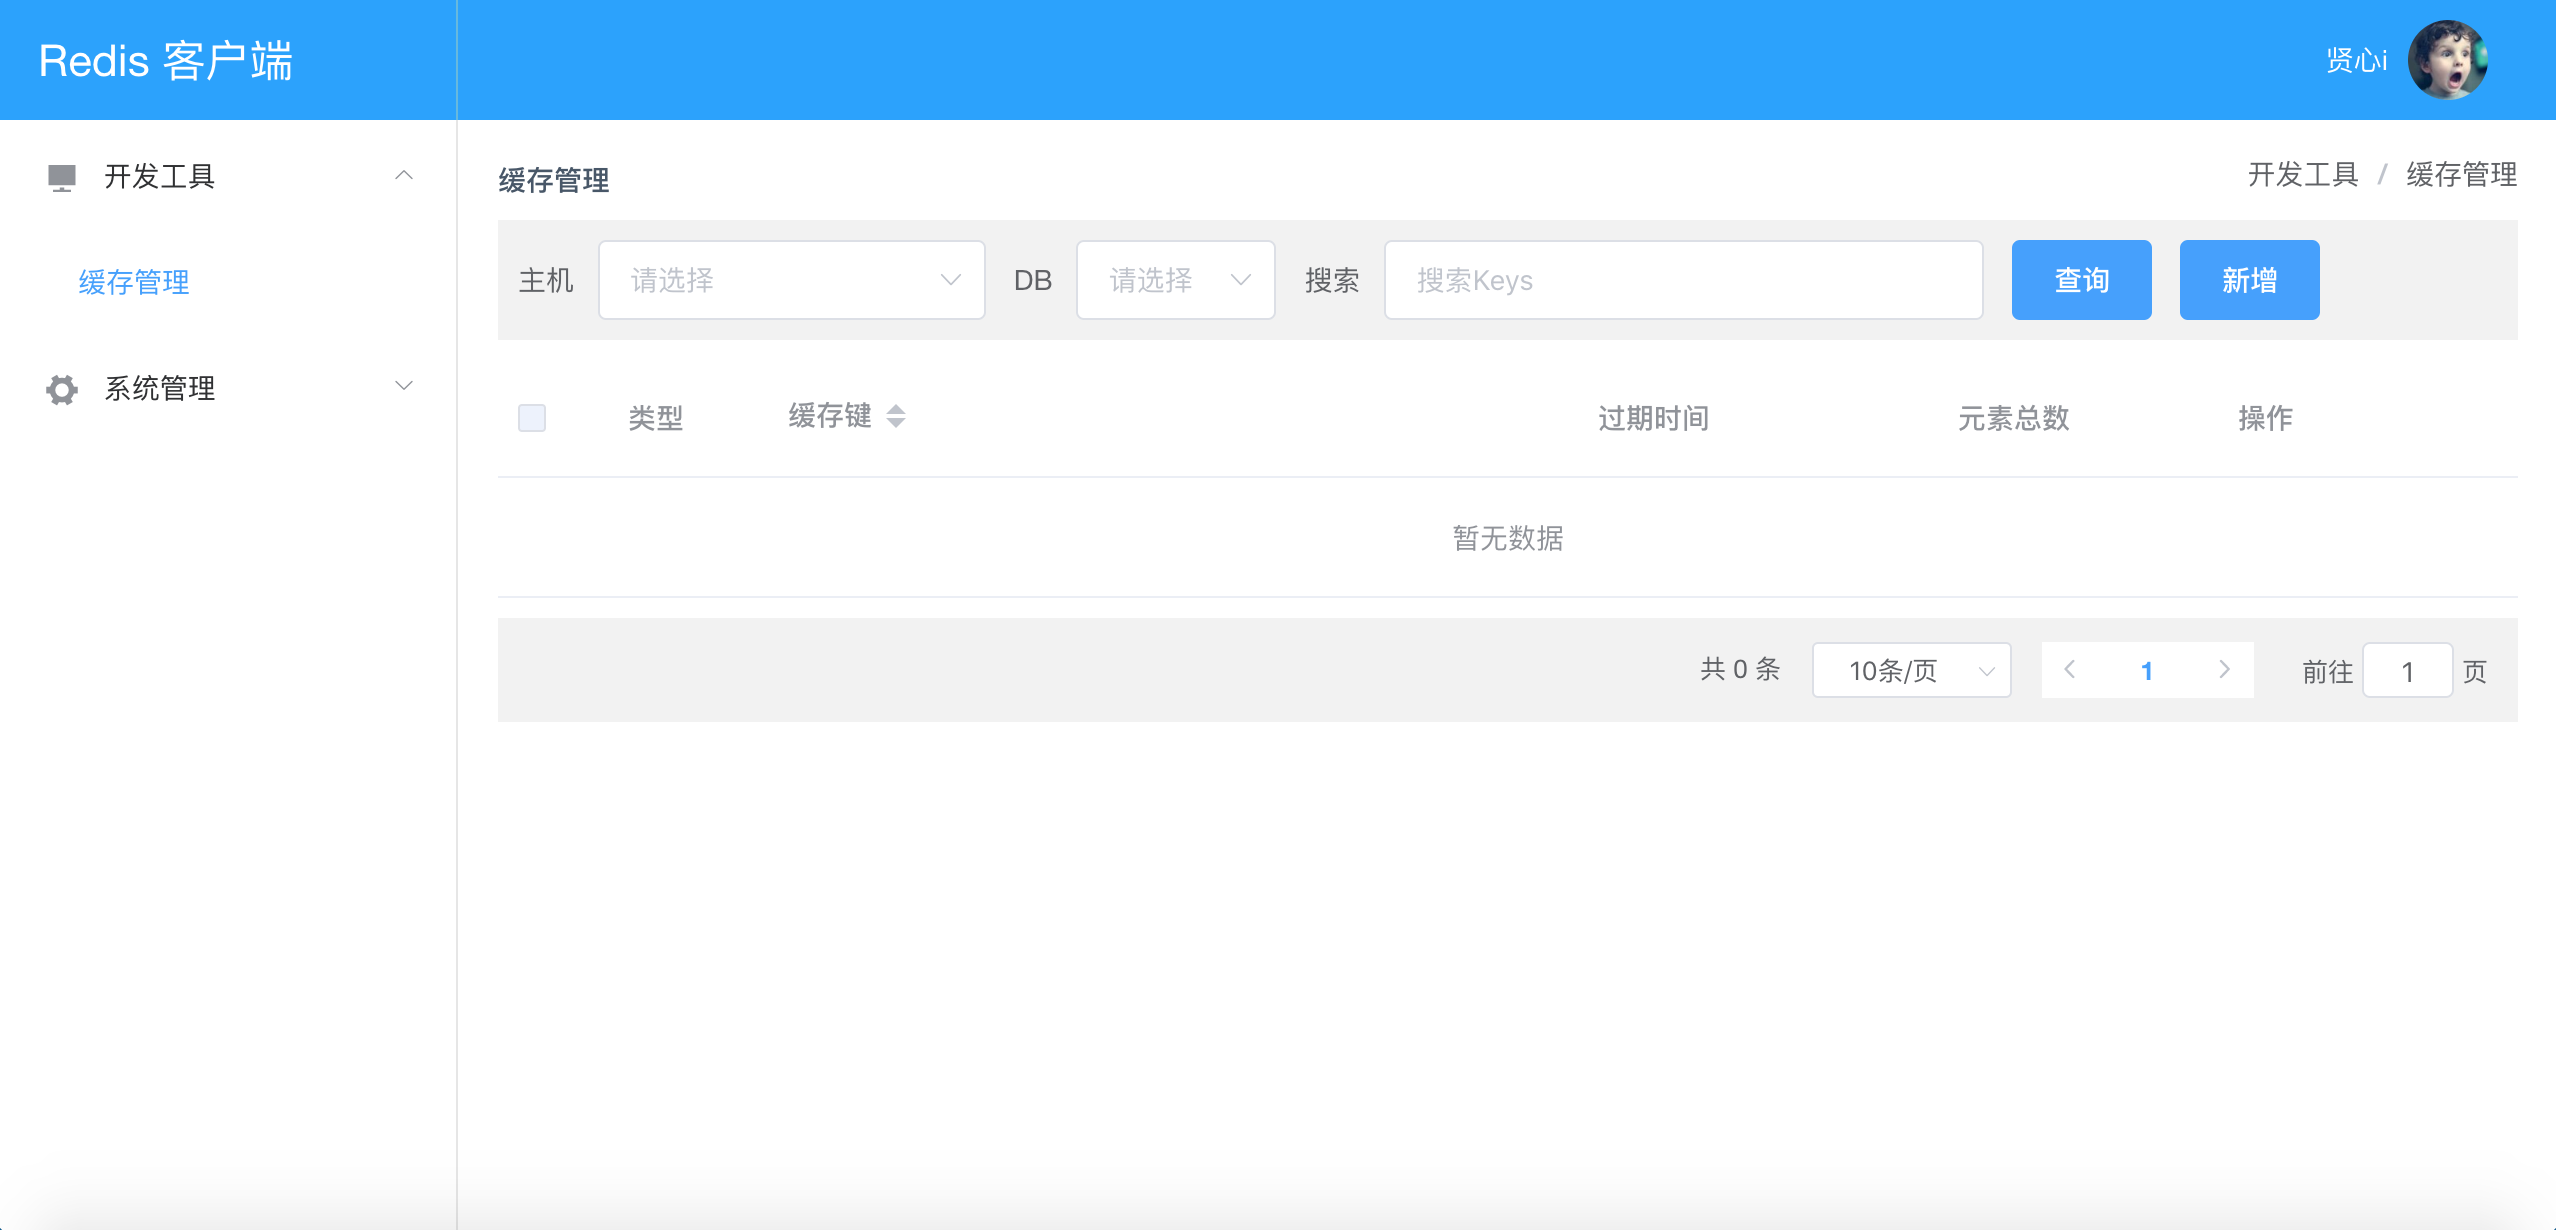 Redis 客户端
贤心i
开发工具
缓存管理
系统管理
缓存管理
开发工具 / 缓存管理
主机 请选择 DB 请选择 搜索 搜索Keys 查询 新增
类型 缓存键 过期时间 元素总数 操作
暂无数据
共 0 条 10条/页 1 前往 1 页